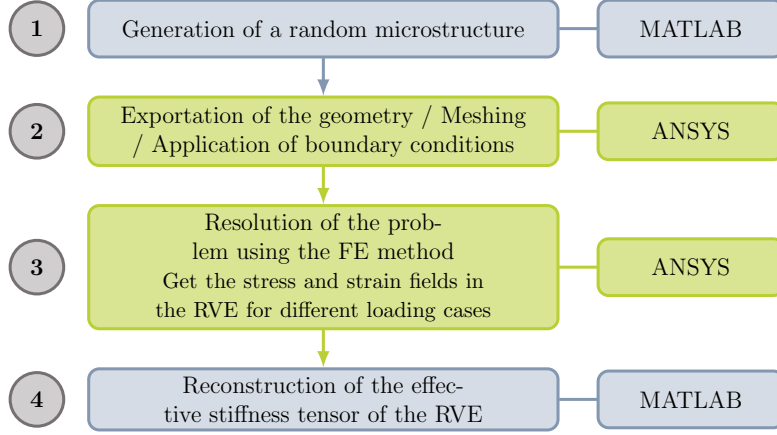 1
Generation of a random microstructure
MATLAB
2
Exportation of the geometry / Meshing
/ Application of boundary conditions
ANSYS
3
Resolution of the prob-
lem using the FE method
Get the stress and strain fields in
the RVE for different loading cases
ANSYS
4
Reconstruction of the effec-
tive stiffness tensor of the RVE
MATLAB